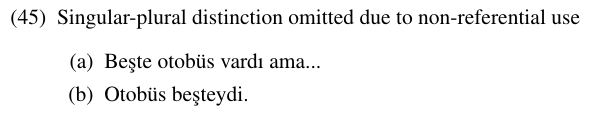 (45) Singular-plural distinction omitted due to non-referential use
(a) Beşte otobüs vardı ama...
(b) Otobüs beşteydi.